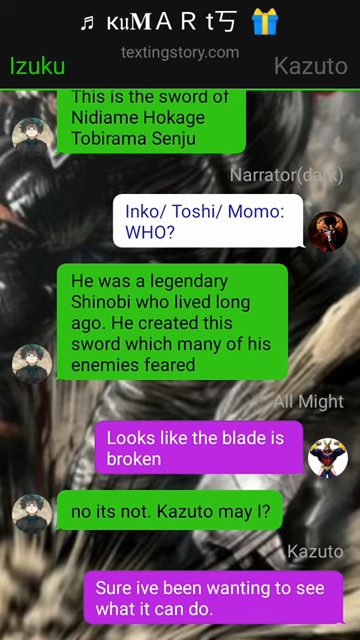 ♬ ĸυ𝐌A R t丂 🎁
textingstory.com
Izuku Kazuto
This is the sword of
Nidiame Hokage
Tobirama Senju
Narrator(dark)
Inko/ Toshi/ Momo:
WHO?
He was a legendary
Shinobi who lived long
ago. He created this
sword which many of his
enemies feared
All Might
Looks like the blade is
broken
no its not. Kazuto may I?
Kazuto
Sure ive been wanting to see
what it can do.